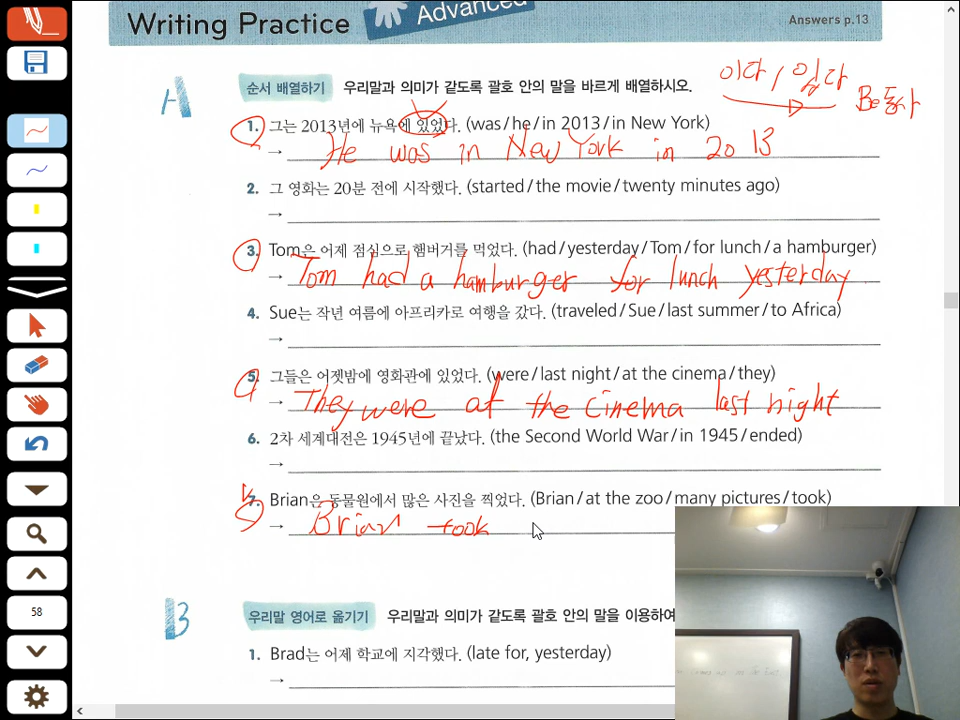 Writing Practice
Advanced
Answers p.13
A
순서 배열하기 우리말과 의미가 같도록 괄호 안의 말을 바르게 배열하시오.
이다 / 있다
Be동사
1. 그는 2013년에 뉴욕에 있었다. (was / he / in 2013 / in New York)
→ He was in New York in 2013
2. 그 영화는 20분 전에 시작했다. (started / the movie / twenty minutes ago)
→
3. Tom은 어제 점심으로 햄버거를 먹었다. (had / yesterday / Tom / for lunch / a hamburger)
→ Tom had a hamburger for lunch yesterday
4. Sue는 작년 여름에 아프리카로 여행을 갔다. (traveled / Sue / last summer / to Africa)
→
5. 그들은 어젯밤에 영화관에 있었다. (were / last night / at the cinema / they)
→ They were at the cinema last night
6. 2차 세계대전은 1945년에 끝났다. (the Second World War / in 1945 / ended)
→
7. Brian은 동물원에서 많은 사진을 찍었다. (Brian / at the zoo / many pictures / took)
→ Brian took
58
B
우리말 영어로 옮기기 우리말과 의미가 같도록 괄호 안의 말을 이용하여
1. Brad는 어제 학교에 지각했다. (late for, yesterday)
→